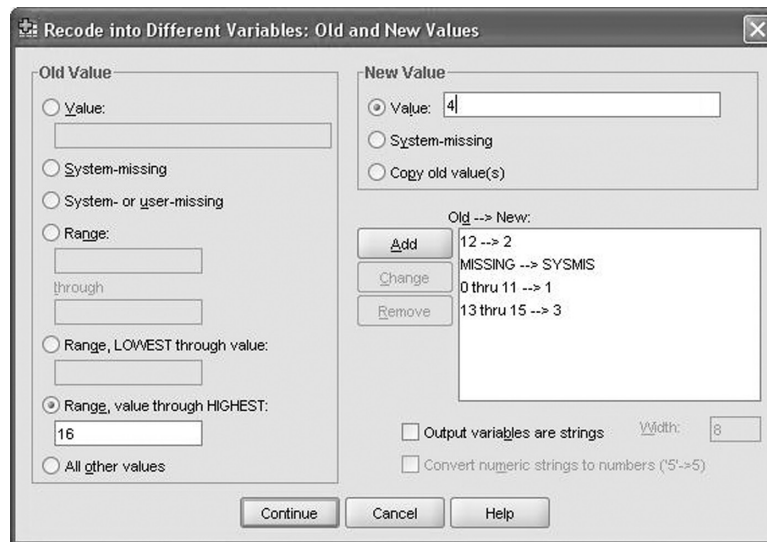 Recode into Different Variables: Old and New Values
Old Value
Value:
System-missing
System- or user-missing
Range:
through
Range, LOWEST through value:
Range, value through HIGHEST:
16
All other values
New Value
Value: 4
System-missing
Copy old value(s)
Old --> New:
Add
Change
Remove
12 --> 2
MISSING --> SYSMIS
0 thru 11 --> 1
13 thru 15 --> 3
Output variables are strings
Width: 8
Convert numeric strings to numbers ('5'->5)
Continue
Cancel
Help